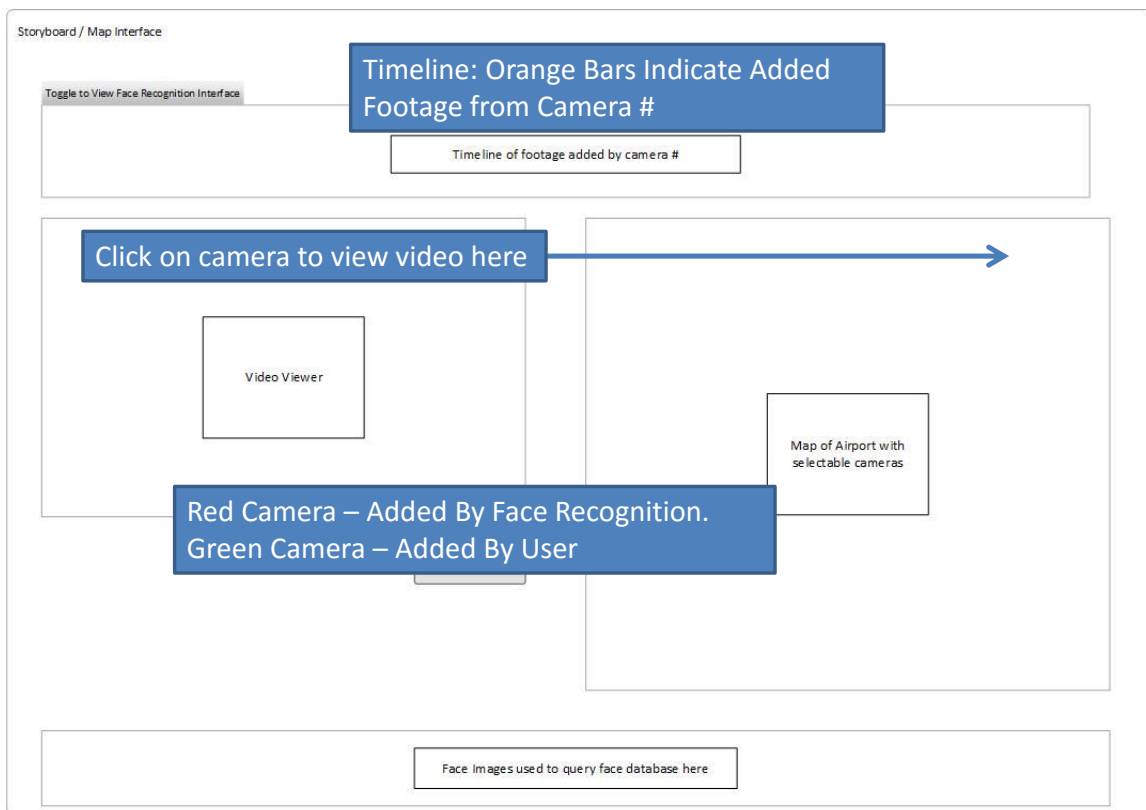 Storyboard / Map Interface
Timeline: Orange Bars Indicate Added
Footage from Camera #
Toggle to View Face Recognition Interface
Timeline of footage added by camera #
Click on camera to view video here
Video Viewer
Map of Airport with
selectable cameras
Red Camera – Added By Face Recognition.
Green Camera – Added By User
Face Images used to query face database here